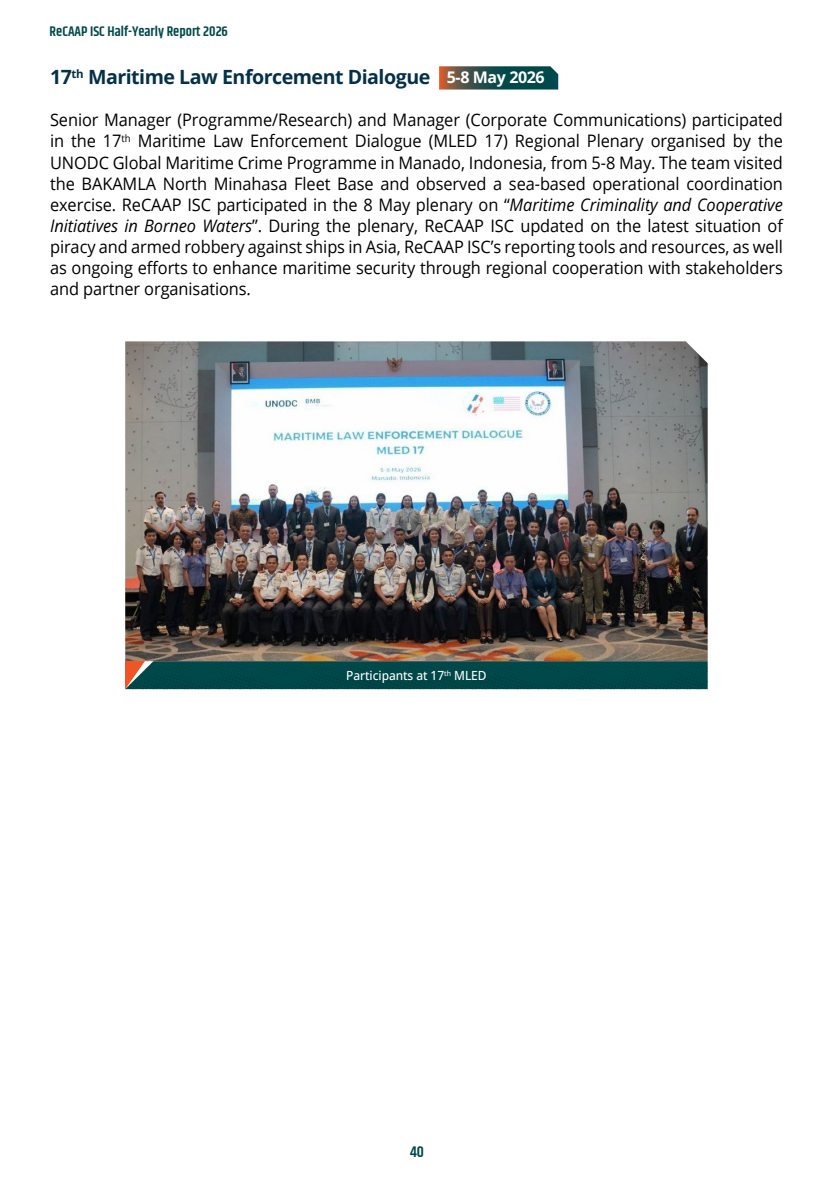 ReCAAP ISC Half-Yearly Report 2026
17th Maritime Law Enforcement Dialogue 5-8 May 2026
Senior Manager (Programme/Research) and Manager (Corporate Communications) participated
in the 17th Maritime Law Enforcement Dialogue (MLED 17) Regional Plenary organised by the
UNODC Global Maritime Crime Programme in Manado, Indonesia, from 5-8 May. The team visited
the BAKAMLA North Minahasa Fleet Base and observed a sea-based operational coordination
exercise. ReCAAP ISC participated in the 8 May plenary on “Maritime Criminality and Cooperative
Initiatives in Borneo Waters”. During the plenary, ReCAAP ISC updated on the latest situation of
piracy and armed robbery against ships in Asia, ReCAAP ISC’s reporting tools and resources, as well
as ongoing efforts to enhance maritime security through regional cooperation with stakeholders
and partner organisations.
UNODC BMB
MARITIME LAW ENFORCEMENT DIALOGUE
MLED 17
5-8 May 2026
Manado, Indonesia
Participants at 17th MLED
40